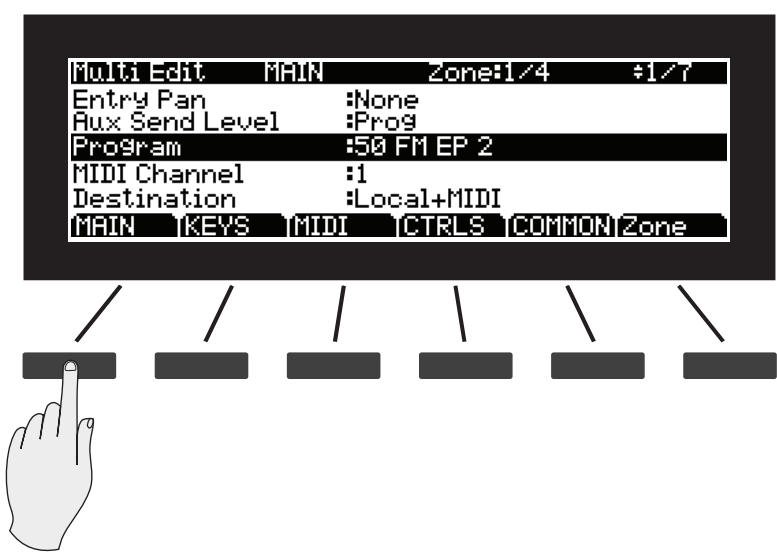 Multi Edit MAIN Zone:1/4 ÷1/7
Entry Pan :None
Aux Send Level :Prog
Program :50 FM EP 2
MIDI Channel :1
Destination :Local+MIDI
MAIN KEYS MIDI CTRLS COMMON Zone